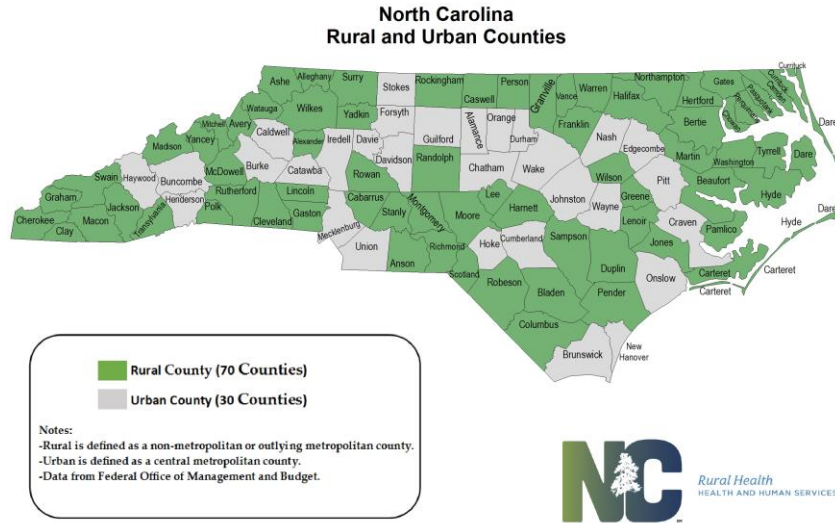 North Carolina
Rural and Urban Counties
Currituck
Ashe
Alleghany
Surry
Stokes
Rockingham
Caswell
Person
Granville
Vance
Warren
Northampton
Gates
Currituck
Camden
Pasquotank
Perquimans
Chowan
Hertford
Halifax
Watauga
Wilkes
Yadkin
Forsyth
Guilford
Alamance
Orange
Durham
Franklin
Nash
Bertie
Dare
Mitchell
Avery
Caldwell
Alexander
Iredell
Davie
Edgecombe
Madison
Yancey
Burke
Catawba
Davidson
Randolph
Chatham
Wake
Wilson
Martin
Washington
Tyrrell
Dare
Dare
Swain
Haywood
Buncombe
McDowell
Rowan
Johnston
Wayne
Greene
Pitt
Beaufort
Hyde
Graham
Jackson
Henderson
Rutherford
Lincoln
Cabarrus
Stanly
Montgomery
Moore
Lee
Harnett
Lenoir
Craven
Pamlico
Hyde
Dare
Cherokee
Clay
Macon
Transylvania
Polk
Cleveland
Gaston
Mecklenburg
Union
Anson
Richmond
Scotland
Hoke
Cumberland
Sampson
Duplin
Jones
Onslow
Carteret
Carteret
Carteret
Robeson
Bladen
Pender
Columbus
Brunswick
New
Hanover
Rural County (70 Counties)
Urban County (30 Counties)
Notes:
-Rural is defined as a non-metropolitan or outlying metropolitan county.
-Urban is defined as a central metropolitan county.
-Data from Federal Office of Management and Budget.
NC
Rural Health
HEALTH AND HUMAN SERVICES